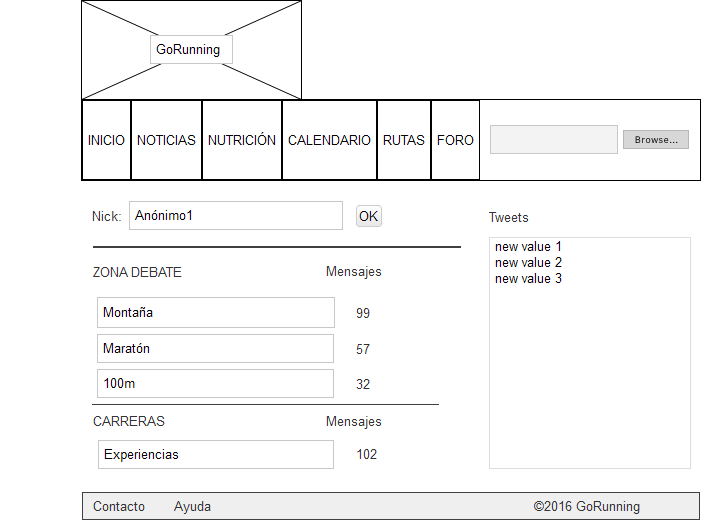 GoRunning
INICIO NOTICIAS NUTRICIÓN CALENDARIO RUTAS FORO Browse...
Nick: Anónimo1 OK
Tweets
new value 1
new value 2
new value 3
ZONA DEBATE Mensajes
Montaña 99
Maratón 57
100m 32
CARRERAS Mensajes
Experiencias 102
Contacto Ayuda ©2016 GoRunning